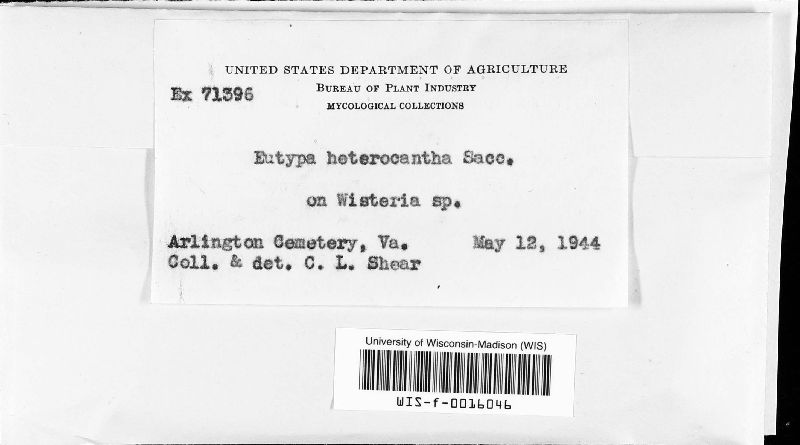 UNITED STATES DEPARTMENT OF AGRICULTURE
BUREAU OF PLANT INDUSTRY
Ex 71396
MYCOLOGICAL COLLECTIONS
Eutypa heterocantha Sacc.
on Wisteria sp.
Arlington Cemetery, Va. May 12, 1944
Coll. & det. C. L. Shear
University of Wisconsin-Madison (WIS)
WIS-f-0016046